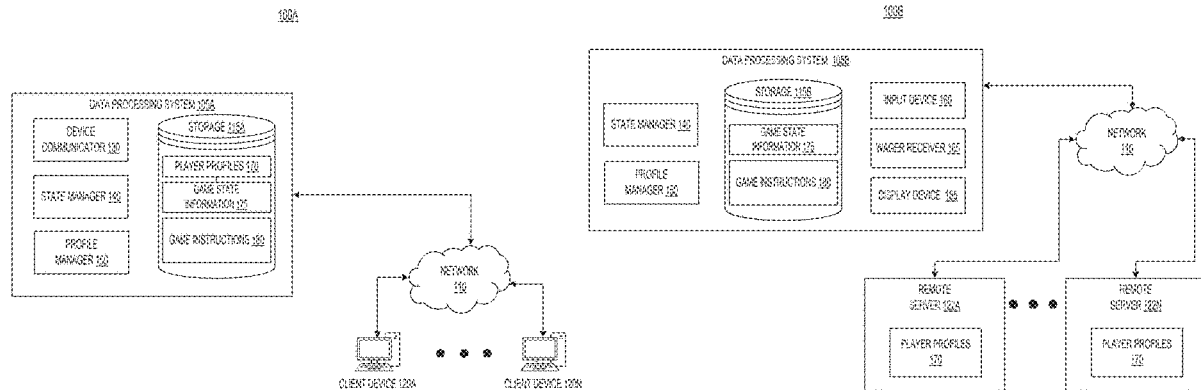 100A
DATA PROCESSING SYSTEM 105A
DEVICE
COMMUNICATOR 130
STATE MANAGER 140
PROFILE
MANAGER 150
STORAGE 115A
PLAYER PROFILES 170
GAME STATE
INFORMATION 175
GAME INSTRUCTIONS 180
NETWORK
110
CLIENT DEVICE 120A
CLIENT DEVICE 120N
100B
DATA PROCESSING SYSTEM 105B
STATE MANAGER 140
PROFILE
MANAGER 150
STORAGE 115B
GAME STATE
INFORMATION 175
GAME INSTRUCTIONS 180
INPUT DEVICE 160
WAGER RECEIVER 165
DISPLAY DEVICE
NETWORK
110
REMOTE
SERVER 122A
PLAYER PROFILES
170
REMOTE
SERVER 122N
PLAYER PROFILES
170